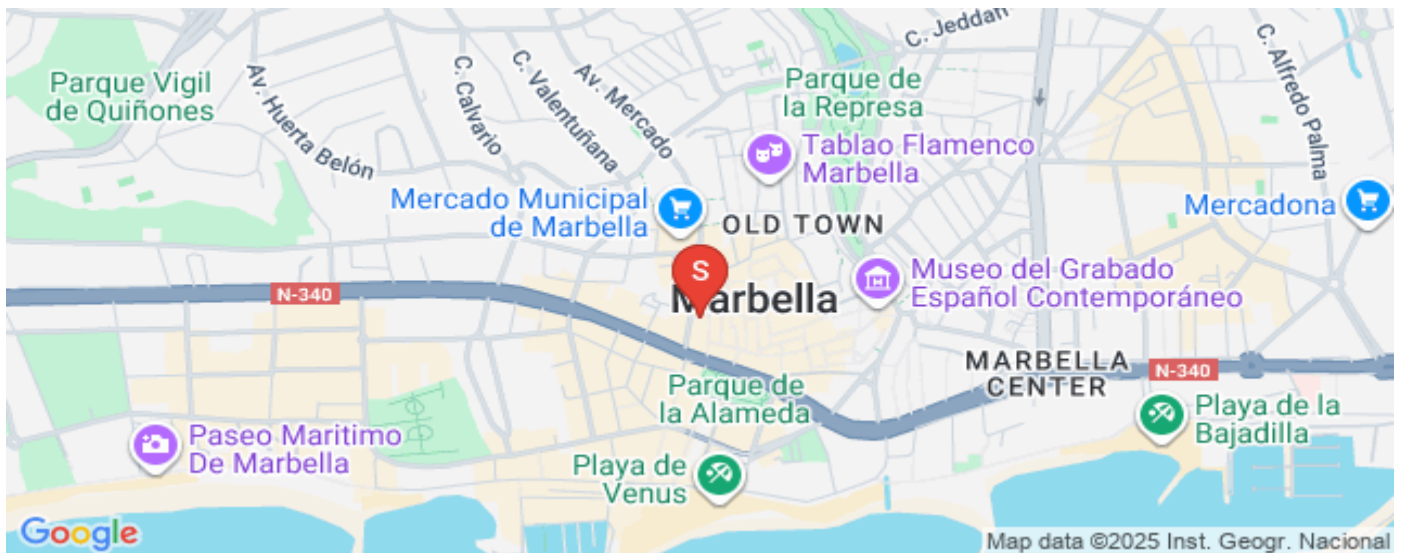 C. Jeddah
Parque Vigil
de Quiñones
Av. Huerta Belón
C. Calvario
C. Valentuñana
Av. Mercado
Parque de
la Represa
C. Alfredo Palma
Tablao Flamenco
Marbella
Mercado Municipal
de Marbella
OLD TOWN
Mercadona
S
Marbella
Museo del Grabado
Español Contemporáneo
N-340
MARBELLA
CENTER
N-340
Parque de
la Alameda
Playa de la
Bajadilla
Paseo Maritimo
De Marbella
Playa de
Venus
Google
Map data ©2025 Inst. Geogr. Nacional